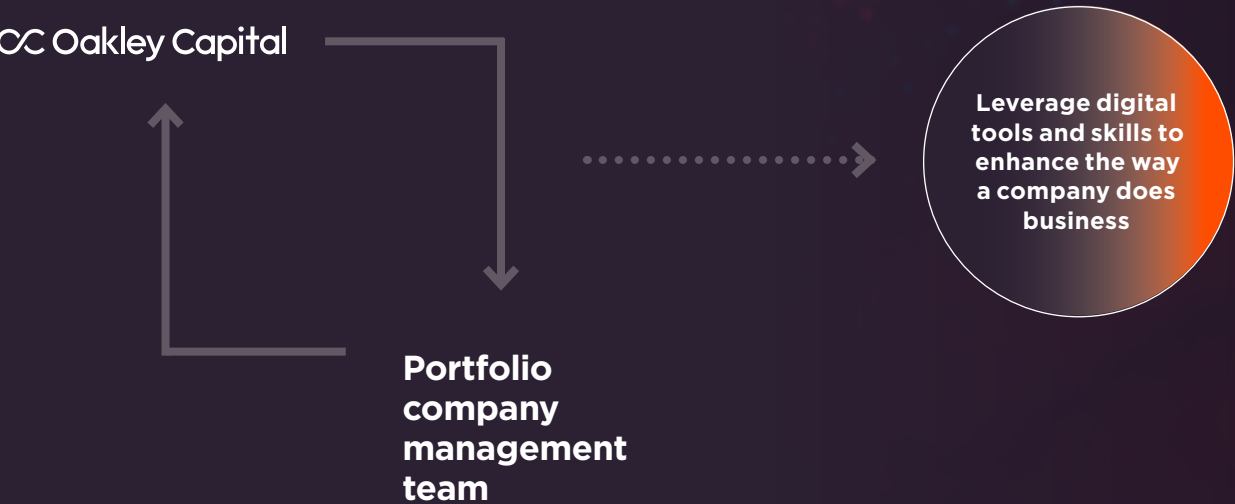 Oakley Capital
Leverage digital
tools and skills to
enhance the way
a company does
business
Portfolio
company
management
team